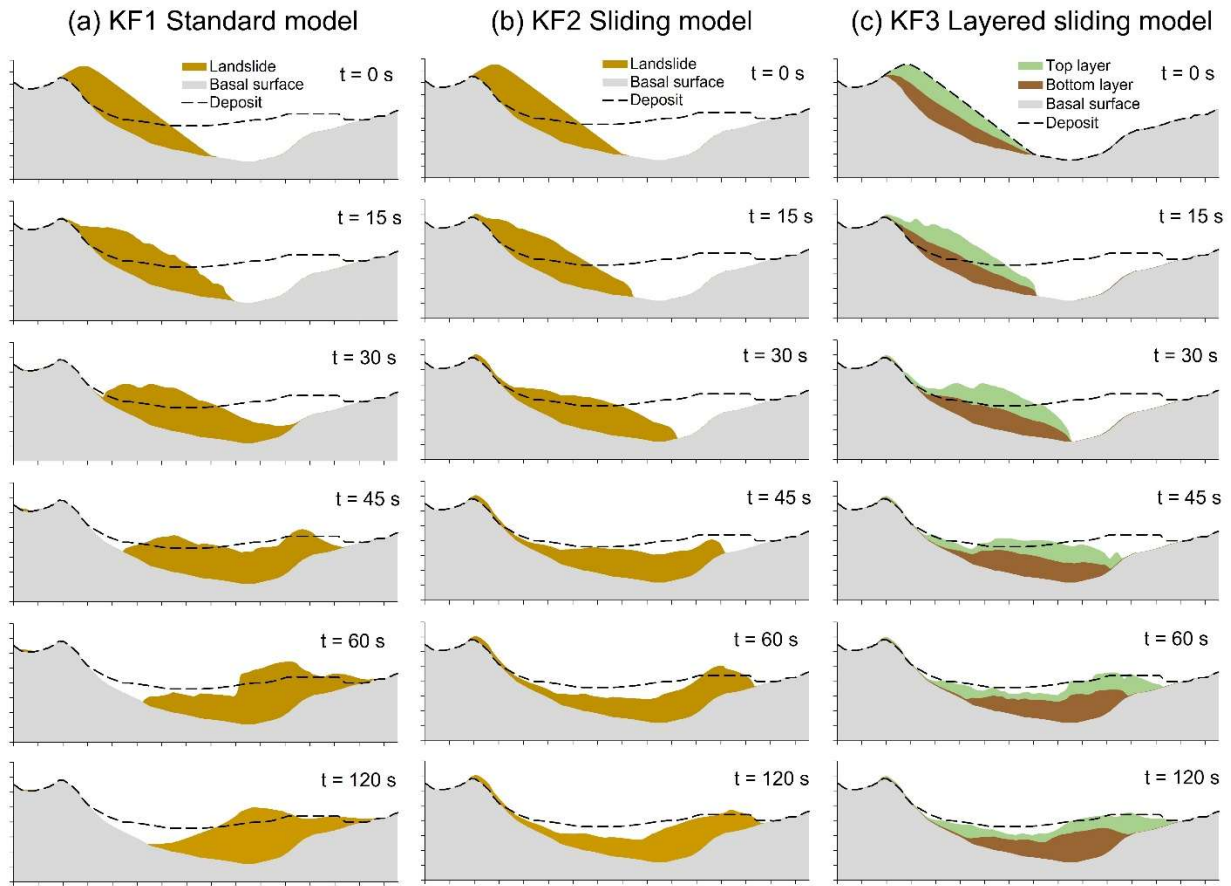 (a) KF1 Standard model
(b) KF2 Sliding model
(c) KF3 Layered sliding model
Landslide
Basal surface
Deposit
t = 0 s
Landslide
Basal surface
Deposit
t = 0 s
Top layer
Bottom layer
Basal surface
Deposit
t = 0 s
t = 15 s
t = 15 s
t = 15 s
t = 30 s
t = 30 s
t = 30 s
t = 45 s
t = 45 s
t = 45 s
t = 60 s
t = 60 s
t = 60 s
t = 120 s
t = 120 s
t = 120 s